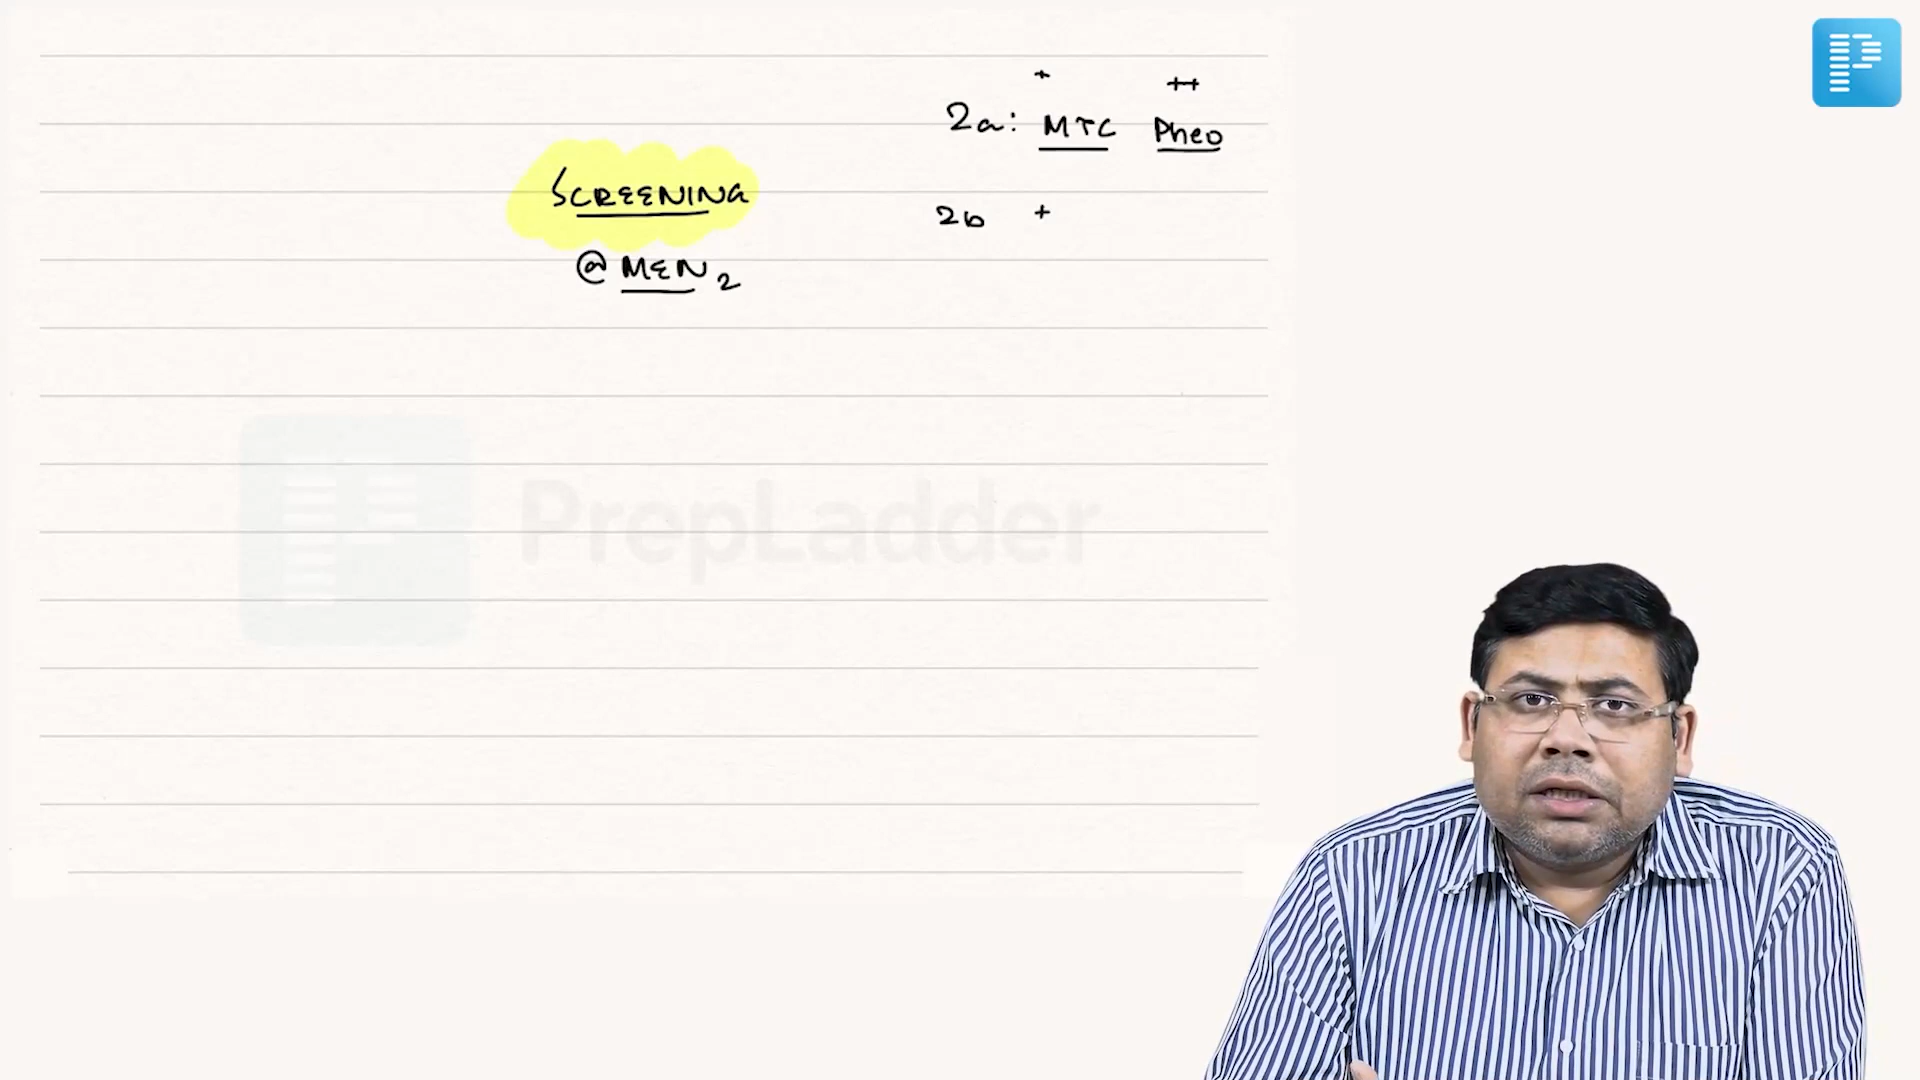 + ++
2a: MTC Pheo
SCREENING
2b +
@ MEN 2
PrepLadder